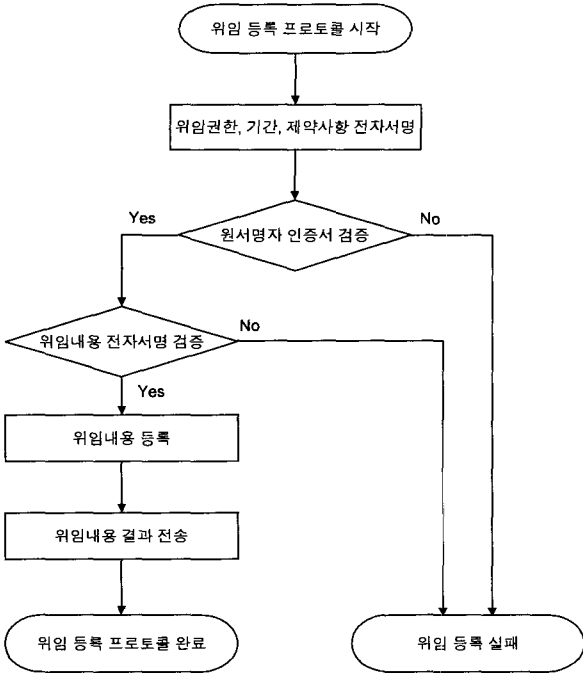 위임 등록 프로토콜 시작
위임권한, 기간, 제약사항 전자서명
Yes
No
원서명자 인증서 검증
No
위임내용 전자서명 검증
Yes
위임내용 등록
위임내용 결과 전송
위임 등록 프로토콜 완료
위임 등록 실패